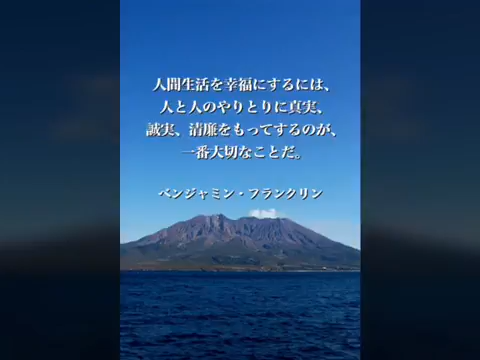 人間生活を幸福にするには、
人と人のやりとりに真実、
誠実、清廉をもってするのが、
一番大切なことだ。
ベンジャミン・フランクリン